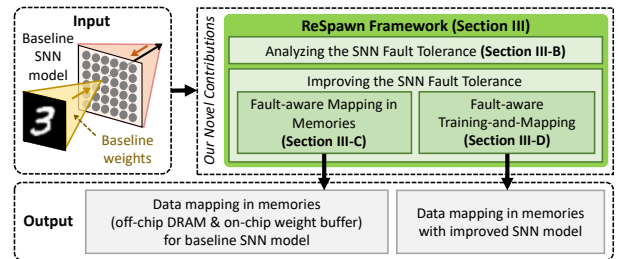 Input
Baseline
SNN
model
3
Baseline
weights
Our Novel Contributions
ReSpawn Framework (Section III)
Analyzing the SNN Fault Tolerance (Section III-B)
Improving the SNN Fault Tolerance
Fault-aware Mapping in
Memories
(Section III-C)
Fault-aware
Training-and-Mapping
(Section III-D)
Output
Data mapping in memories
(off-chip DRAM & on-chip weight buffer)
for baseline SNN model
Data mapping in memories
with improved SNN model